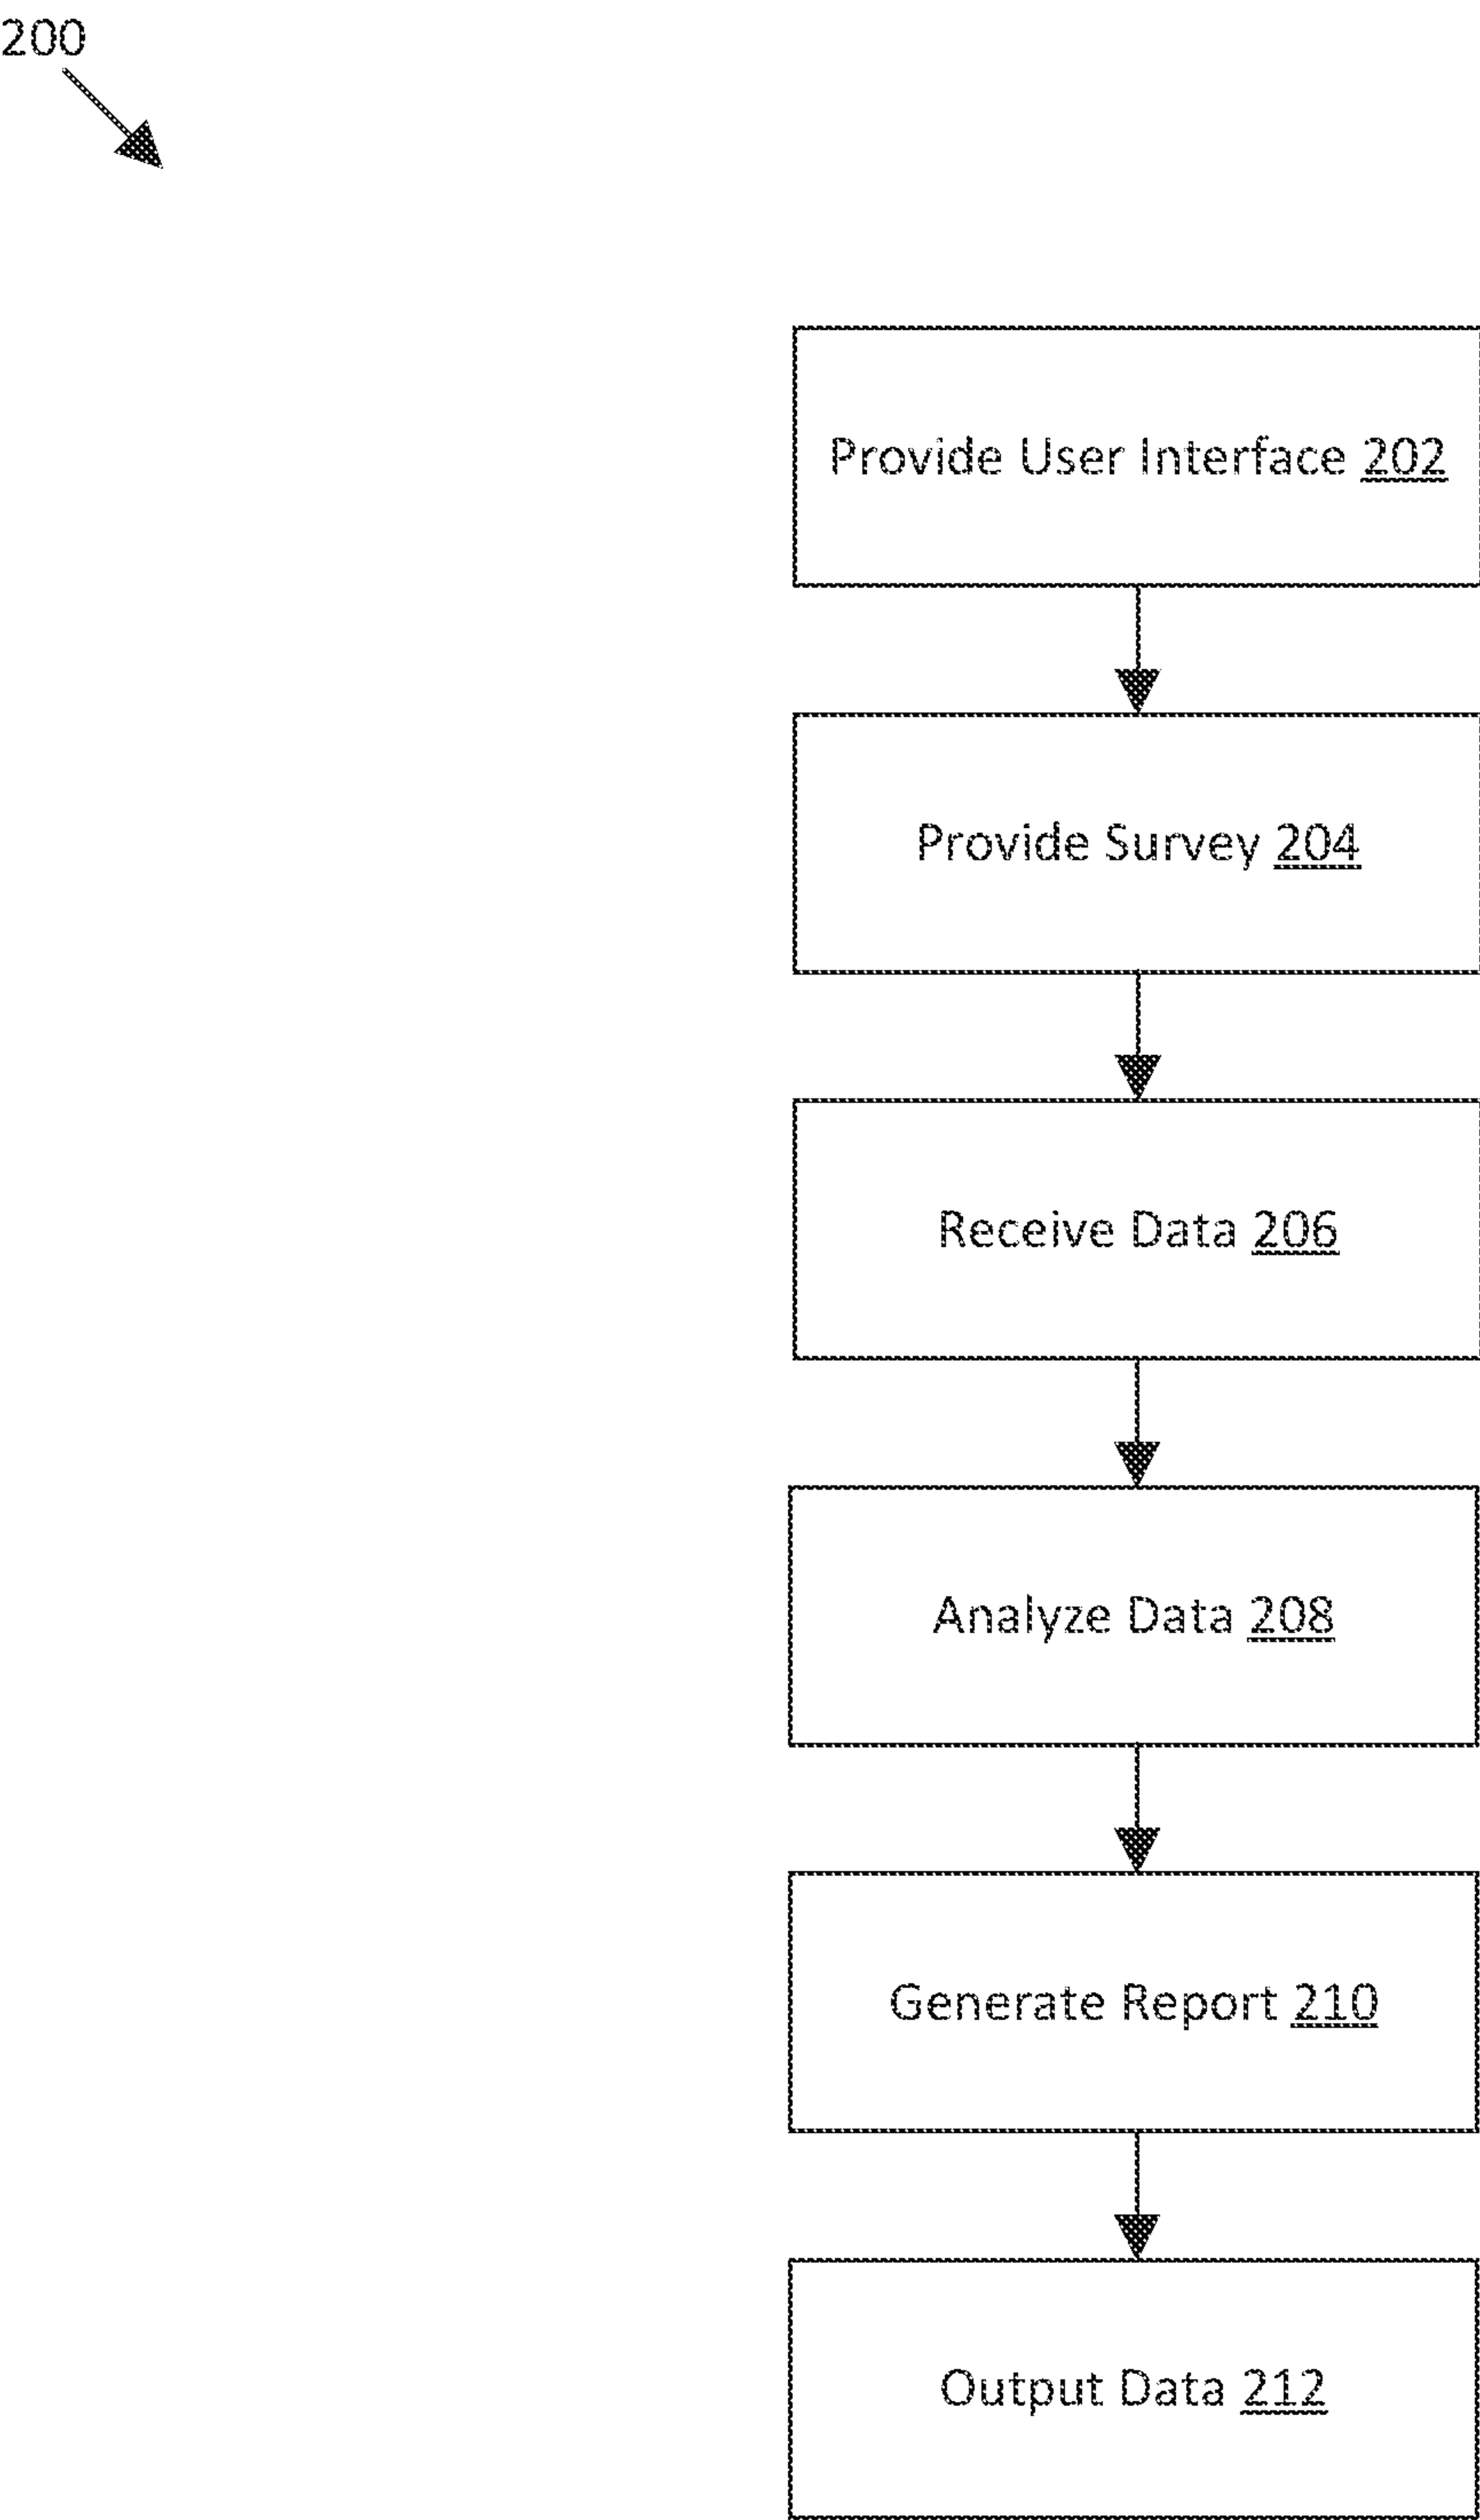 200
Provide User Interface 202
Provide Survey 204
Receive Data 206
Analyze Data 208
Generate Report 210
Output Data 212